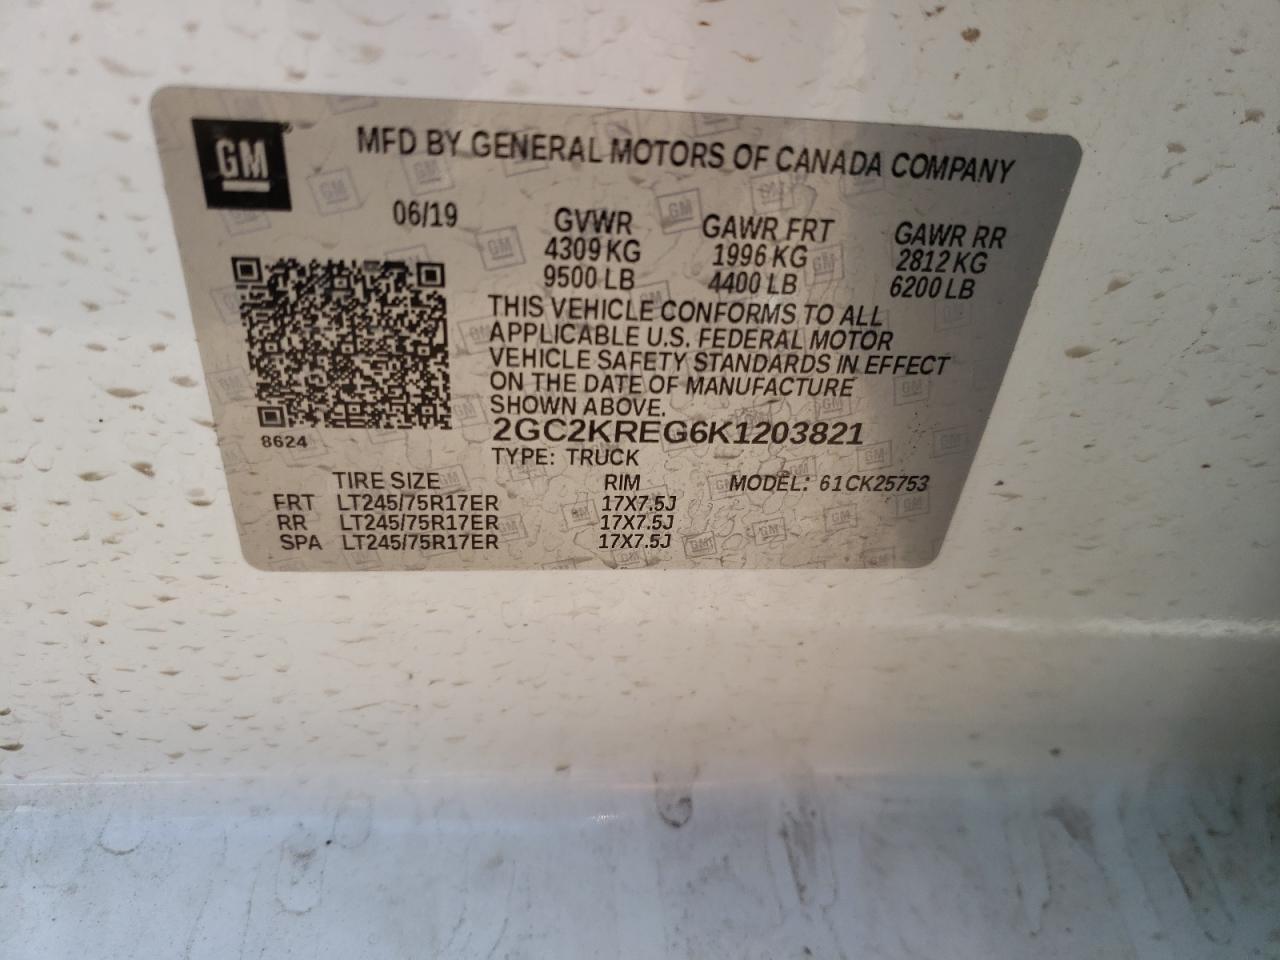 GM
MFD BY GENERAL MOTORS OF CANADA COMPANY
06/19 GVWR GAWR FRT GAWR RR
4309 KG 1996 KG 2812 KG
9500 LB 4400 LB 6200 LB
THIS VEHICLE CONFORMS TO ALL
APPLICABLE U.S. FEDERAL MOTOR
VEHICLE SAFETY STANDARDS IN EFFECT
ON THE DATE OF MANUFACTURE
SHOWN ABOVE.
8624
2GC2KREG6K1203821
TYPE: TRUCK
TIRE SIZE RIM MODEL: 61CK25753
FRT LT245/75R17ER 17X7.5J
RR LT245/75R17ER 17X7.5J
SPA LT245/75R17ER 17X7.5J